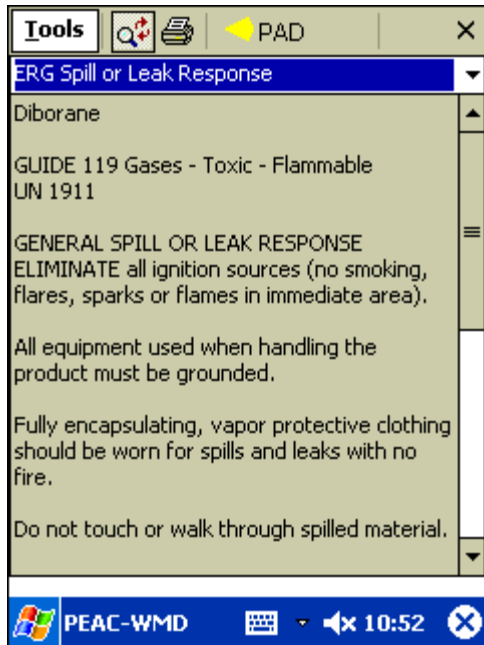 Tools PAD
ERG Spill or Leak Response
Diborane
GUIDE 119 Gases - Toxic - Flammable
UN 1911
GENERAL SPILL OR LEAK RESPONSE
ELIMINATE all ignition sources (no smoking,
flares, sparks or flames in immediate area).
All equipment used when handling the
product must be grounded.
Fully encapsulating, vapor protective clothing
should be worn for spills and leaks with no
fire.
Do not touch or walk through spilled material.
PEAC-WMD 10:52